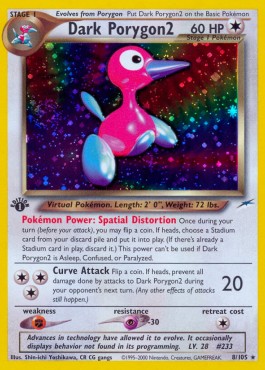 STAGE 1 Evolves from Porygon Put Dark Porygon2 on the Basic Pokémon
Dark Porygon2 60 HP
Stage 1 Pokémon
EDITION
1
Virtual Pokémon. Length: 2' 0", Weight: 72 lbs.
Pokémon Power: Spatial Distortion Once during your
turn (before your attack), you may flip a coin. If heads, choose a Stadium
card from your discard pile and put it into play. (If there's already a
Stadium card in play, discard it.) This power can't be used if Dark
Porygon2 is Asleep, Confused, or Paralyzed.
Curve Attack Flip a coin. If heads, prevent all
damage done by attacks to Dark Porygon2 during
your opponent's next turn. (Any other effects of attacks
still happen.)
20
weakness resistance retreat cost
-30
Advances in technology have allowed it to evolve. It occasionally
displays behavior not found in its programming. LV. 28 #233
Illus. Shin-ichi Yoshikawa, CR CG gangs ©1995-2000 Nintendo, Creatures, GAMEFREAK 8/105